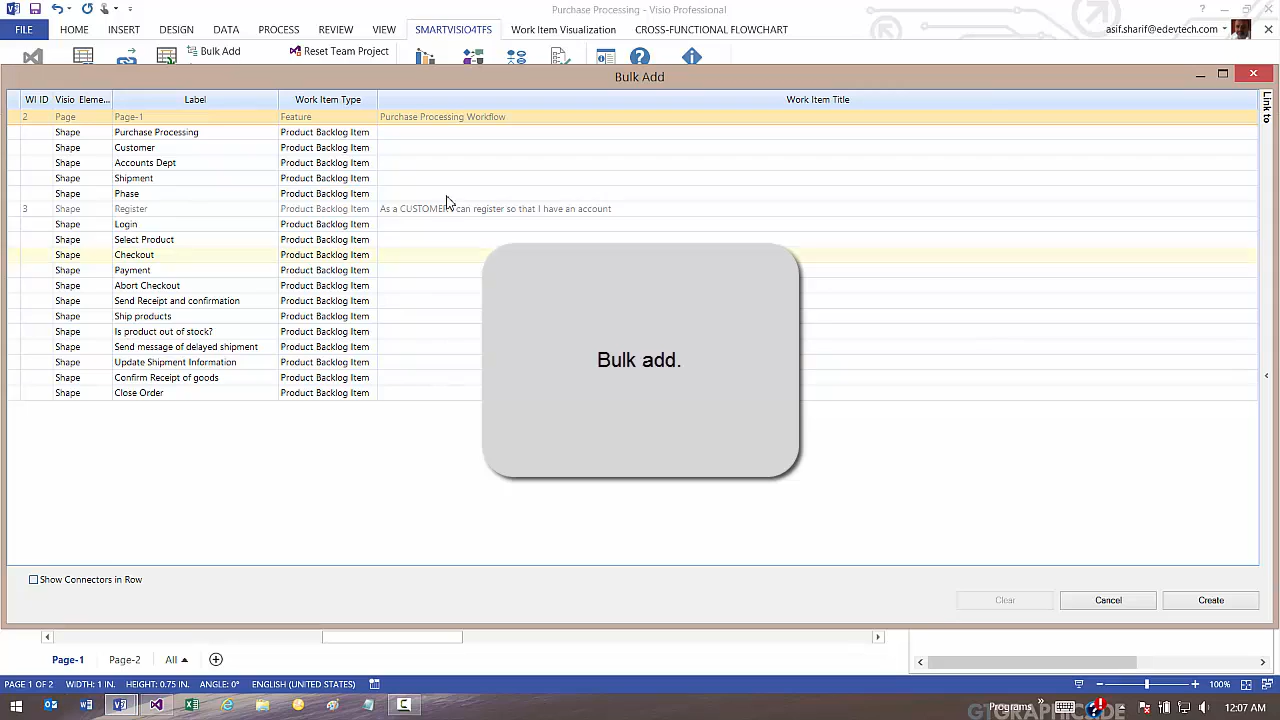 Purchase Processing - Visio Professional
FILE HOME INSERT DESIGN DATA PROCESS REVIEW VIEW SMARTVISIO4TFS Work Item Visualization CROSS-FUNCTIONAL FLOWCHART asif.sharif@edevtech.com
Bulk Add Reset Team Project
Bulk Add
WI ID Visio Eleme... Label Work Item Type Work Item Title
Link to
2 Page Page-1 Feature Purchase Processing Workflow
Shape Purchase Processing Product Backlog Item
Shape Customer Product Backlog Item
Shape Accounts Dept Product Backlog Item
Shape Shipment Product Backlog Item
Shape Phase Product Backlog Item
3 Shape Register Product Backlog Item As a CUSTOMER can register so that I have an account
Shape Login Product Backlog Item
Shape Select Product Product Backlog Item
Shape Checkout Product Backlog Item
Shape Payment Product Backlog Item
Shape Abort Checkout Product Backlog Item
Shape Send Receipt and confirmation Product Backlog Item
Shape Ship products Product Backlog Item
Shape Is product out of stock? Product Backlog Item
Shape Send message of delayed shipment Product Backlog Item
Shape Update Shipment Information Product Backlog Item
Shape Confirm Receipt of goods Product Backlog Item
Shape Close Order Product Backlog Item
Bulk add.
Show Connectors in Row
Clear Cancel Create
Page-1 Page-2 All
PAGE 1 OF 2 WIDTH: 1 IN. HEIGHT: 0.75 IN. ANGLE: 0° ENGLISH (UNITED STATES) 100%
Programs 12:07 AM